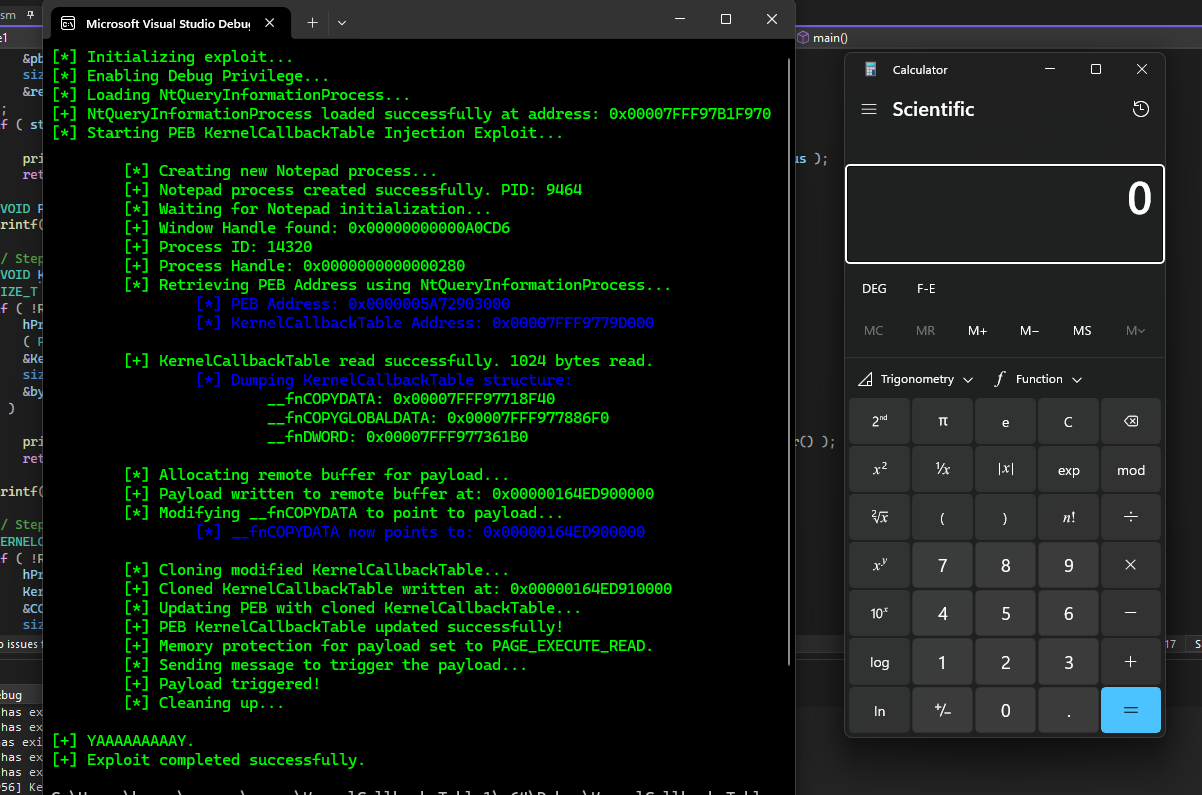 Microsoft Visual Studio Debu
[*] Initializing exploit...
[*] Enabling Debug Privilege...
[*] Loading NtQueryInformationProcess...
[+] NtQueryInformationProcess loaded successfully at address: 0x00007FFF97B1F970
[*] Starting PEB KernelCallbackTable Injection Exploit...
[*] Creating new Notepad process...
[+] Notepad process created successfully. PID: 9464
[*] Waiting for Notepad initialization...
[+] Window Handle found: 0x00000000000A0CD6
[+] Process ID: 14320
[+] Process Handle: 0x0000000000000280
[*] Retrieving PEB Address using NtQueryInformationProcess...
[*] PEB Address: 0x0000005A72903000
[*] KernelCallbackTable Address: 0x00007FFF9779D000
[+] KernelCallbackTable read successfully. 1024 bytes read.
[*] Dumping KernelCallbackTable structure:
__fnCOPYDATA: 0x00007FFF97718F40
__fnCOPYGLOBALDATA: 0x00007FFF977886F0
__fnDWORD: 0x00007FFF977361B0
[*] Allocating remote buffer for payload...
[+] Payload written to remote buffer at: 0x00000164ED900000
[*] Modifying __fnCOPYDATA to point to payload...
[*] __fnCOPYDATA now points to: 0x00000164ED900000
[*] Cloning modified KernelCallbackTable...
[+] Cloned KernelCallbackTable written at: 0x00000164ED910000
[*] Updating PEB with cloned KernelCallbackTable...
[+] PEB KernelCallbackTable updated successfully!
[+] Memory protection for payload set to PAGE_EXECUTE_READ.
[*] Sending message to trigger the payload...
[+] Payload triggered!
[*] Cleaning up...
[+] YAAAAAAAAAY.
[+] Exploit completed successfully.
main()
us );
r() );
Calculator
Scientific
0
DEG F-E
MC MR M+ M− MS M
Trigonometry Function
2nd π e C
x² ¹/x |x| exp mod
²√x ( ) n! ÷
xʸ 7 8 9 ×
10ˣ 4 5 6 −
log 1 2 3 +
ln +/− 0 . =